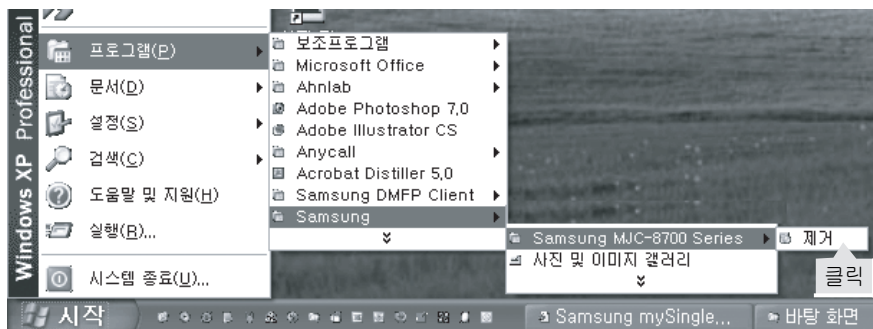 Windows XP Professional
프로그램(P)
문서(D)
설정(S)
검색(C)
도움말 및 지원(H)
실행(R)...
시스템 종료(U)...
보조프로그램
Microsoft Office
Ahnlab
Adobe Photoshop 7,0
Adobe Illustrator CS
Anycall
Acrobat Distiller 5,0
Samsung DMFP Client
Samsung
Samsung MJC-8700 Series
사진 및 이미지 갤러리
제거
클릭
시작
Samsung mySingle...
바탕 화면